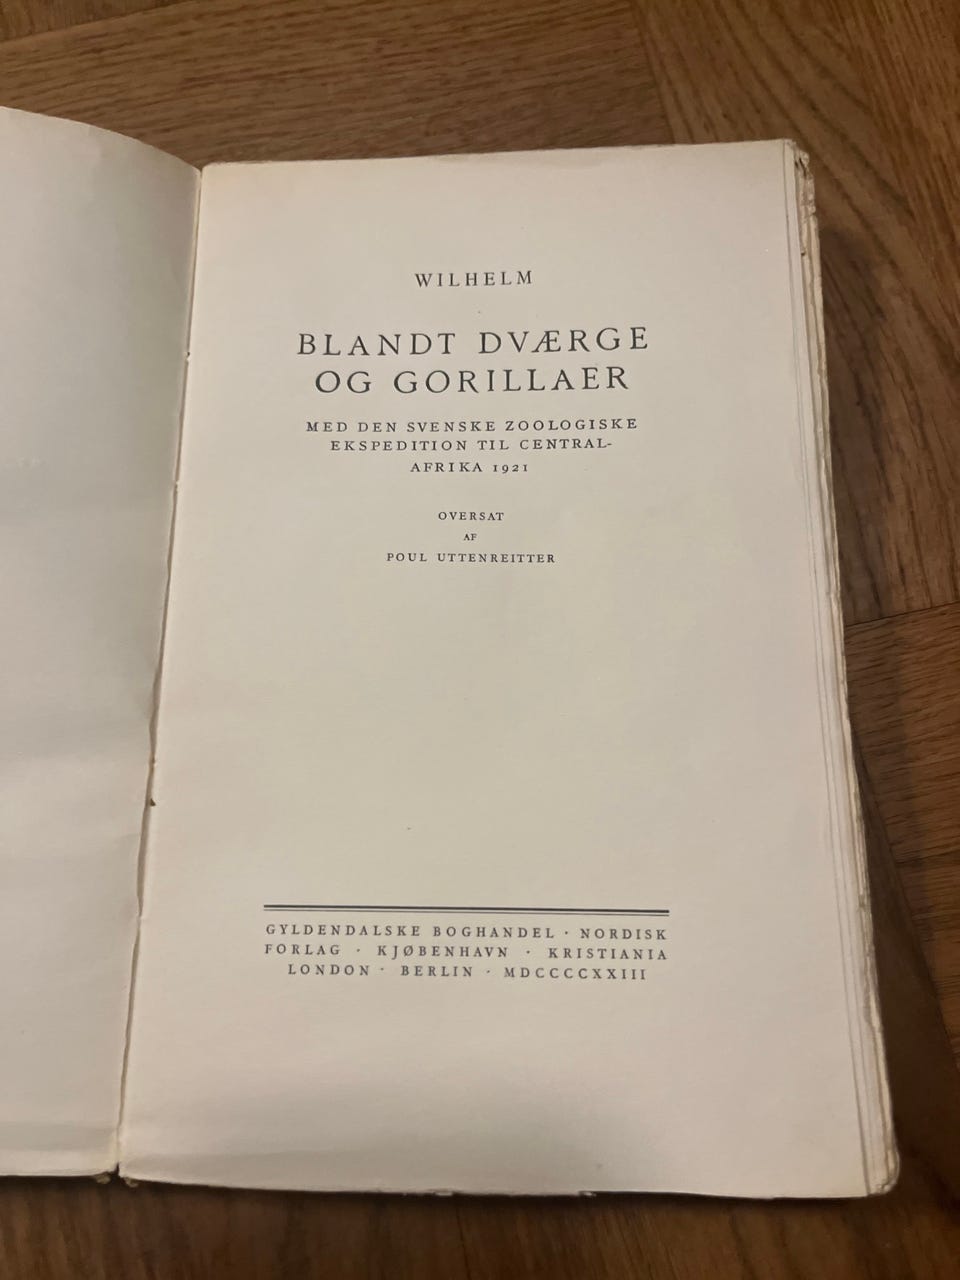 WILHELM
BLANDT DVÆRGE
OG GORILLAER
MED DEN SVENSKE ZOOLOGISKE
EKSPEDITION TIL CENTRAL-
AFRIKA 1921
OVERSAT
AF
POUL UTTENREITTER
GYLDENDALSKE BOGHANDEL · NORDISK
FORLAG · KJØBENHAVN · KRISTIANIA
LONDON · BERLIN · MDCCCCXXIII